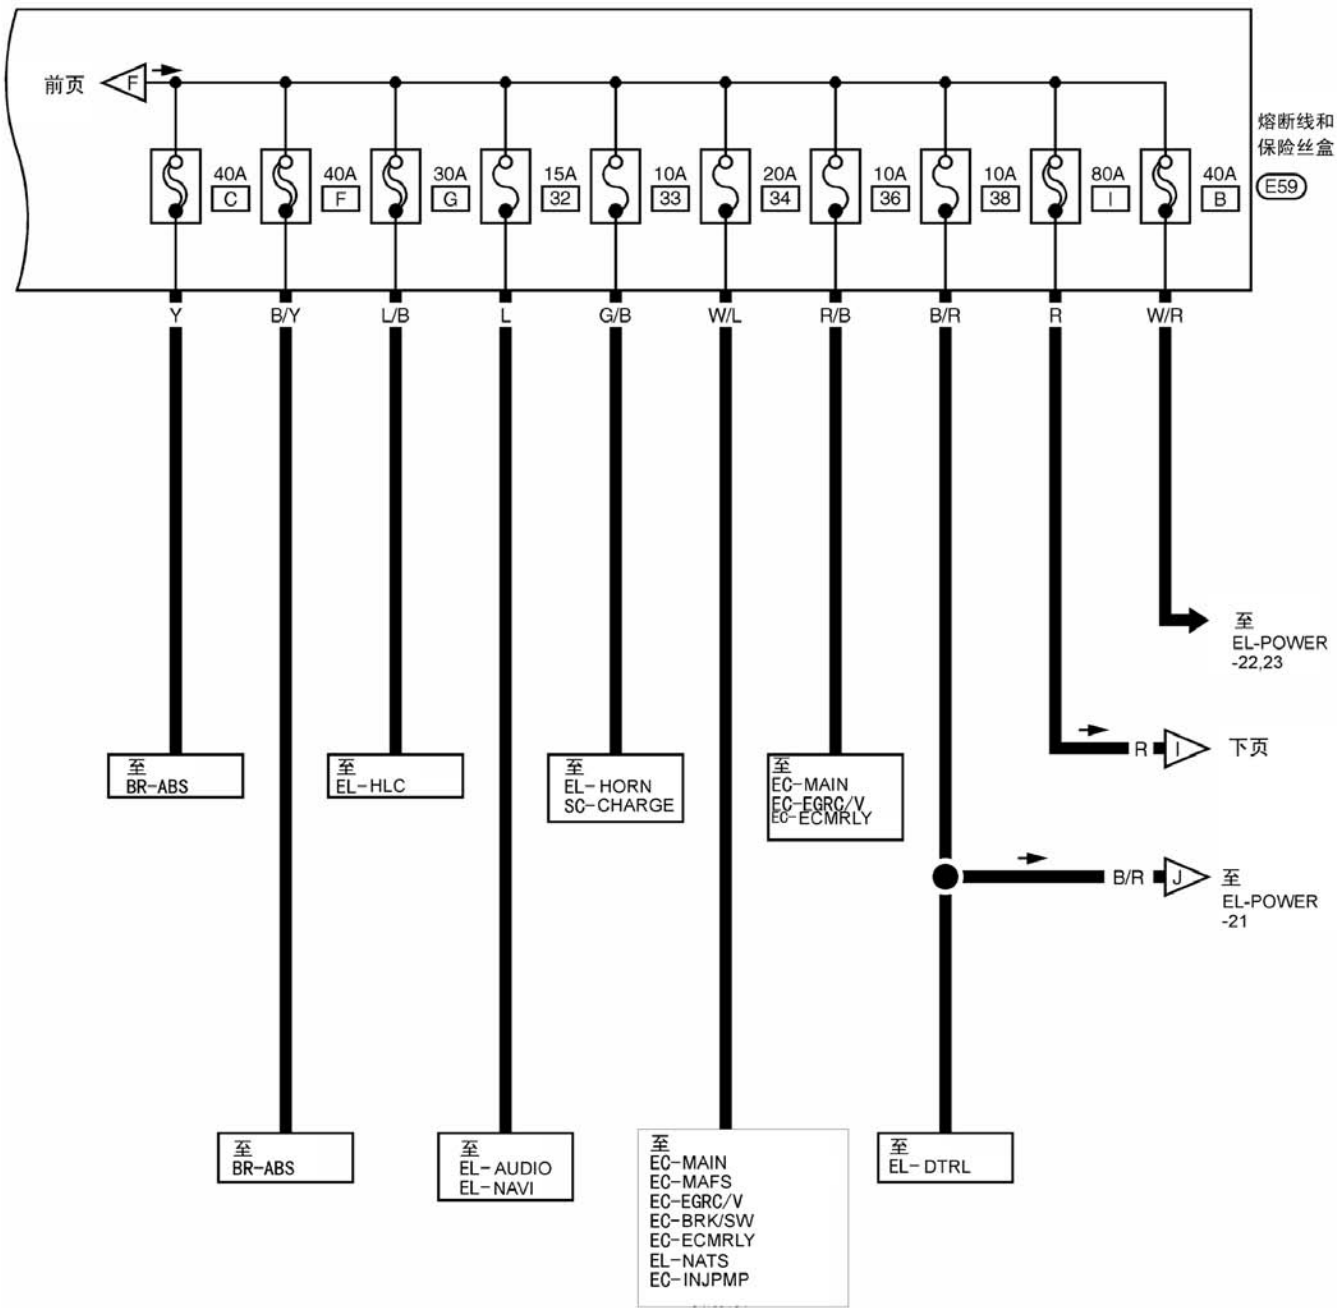 前页 F
熔断线和
保险丝盒
E59
40A 40A 30A 15A 10A 20A 10A 10A 80A 40A
C F G 32 33 34 36 38 I B
Y B/Y L/B L G/B W/L R/B B/R R W/R
至
EL-POWER
-22,23
R I 下页
至
BR-ABS
至
EL-HLC
至
EL-HORN
SC-CHARGE
至
EC-MAIN
EC-EGRC/V
EC-ECMRLY
B/R J 至
EL-POWER
-21
至
BR-ABS
至
EL-AUDIO
EL-NAVI
至
EC-MAIN
EC-MAFS
EC-EGRC/V
EC-BRK/SW
EC-ECMRLY
EL-NATS
EC-INJPMP
至
EL-DTRL